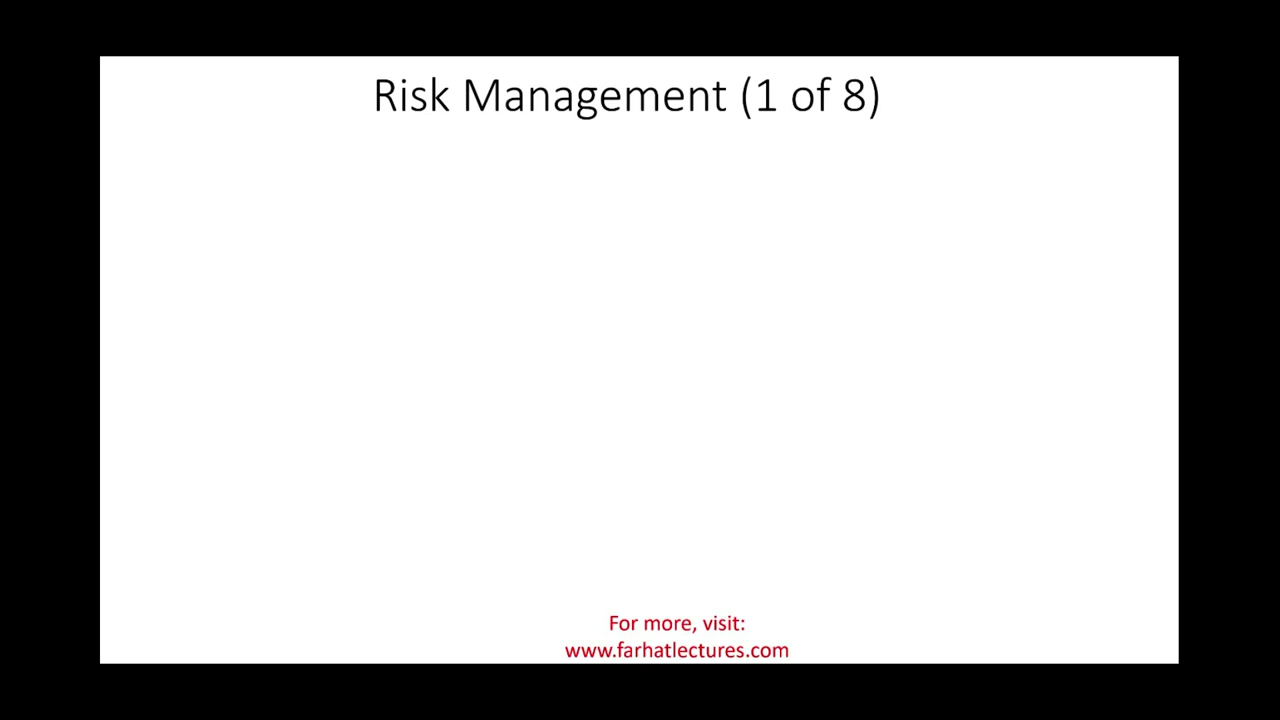 Risk Management (1 of 8)
For more, visit:
www.farhatlectures.com